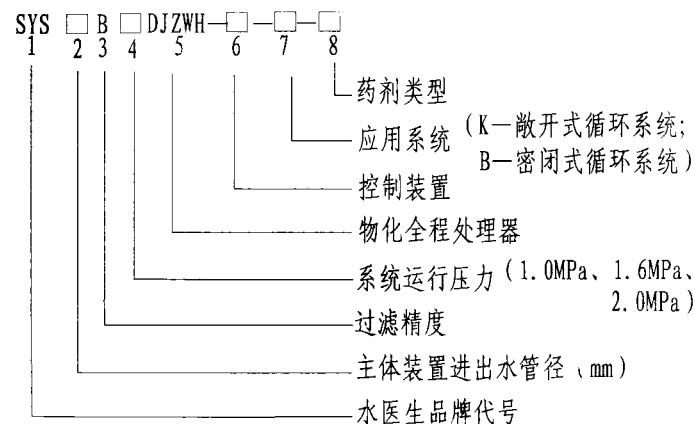 SYS □ B □ DJZWH—□—□—□
1 2 3 4 5 6 7 8
药剂类型
应用系统（K—敞开式循环系统;
B—密闭式循环系统）
控制装置
物化全程处理器
系统运行压力（1.0MPa、1.6MPa、
2.0MPa）
过滤精度
主体装置进出水管径（mm）
水医生品牌代号